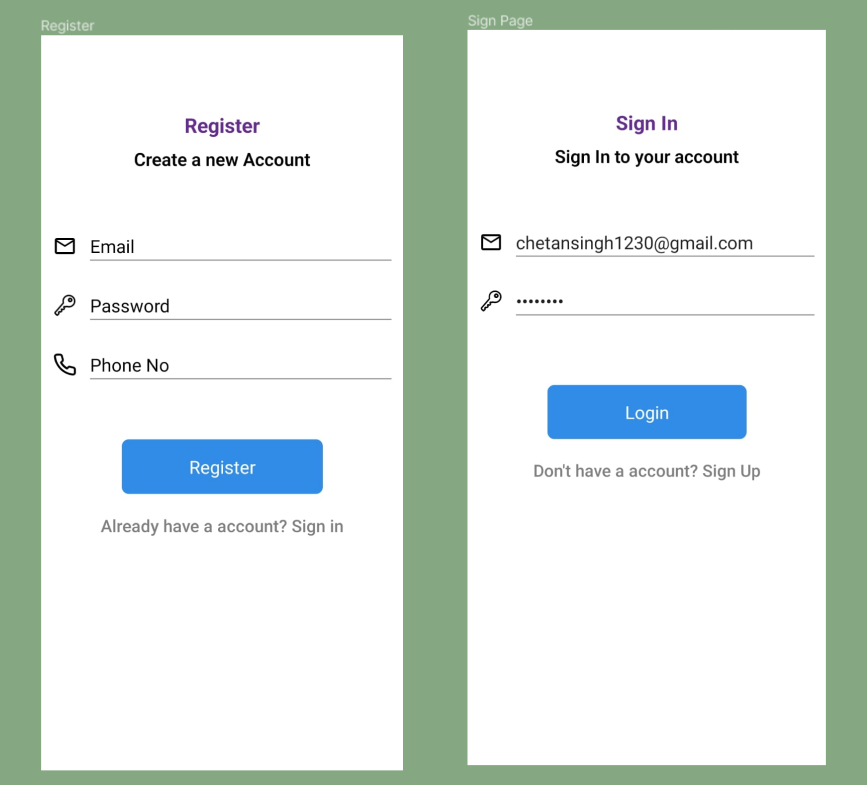 Register
Register
Create a new Account
Email
Password
Phone No
Register
Already have a account? Sign in
Sign Page
Sign In
Sign In to your account
chetansingh1230@gmail.com
••••••••
Login
Don't have a account? Sign Up